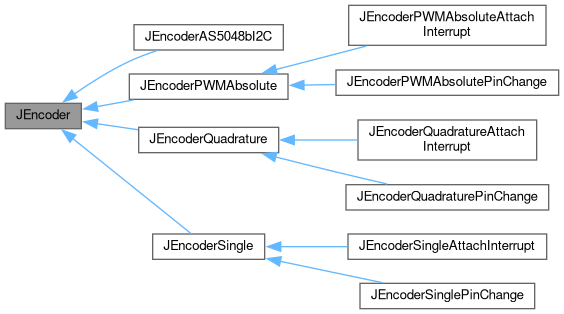 JEncoder
JEncoderAS5048bI2C
JEncoderPWMAbsolute
JEncoderQuadrature
JEncoderSingle
JEncoderPWMAbsoluteAttach
Interrupt
JEncoderPWMAbsolutePinChange
JEncoderQuadratureAttach
Interrupt
JEncoderQuadraturePinChange
JEncoderSingleAttachInterrupt
JEncoderSinglePinChange